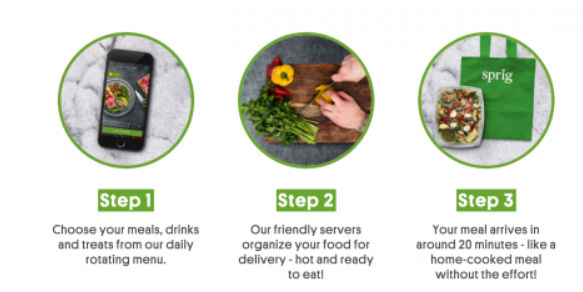 sprig
Step 1
Choose your meals, drinks
and treats from our daily
rotating menu.
Step 2
Our friendly servers
organize your food for
delivery - hot and ready
to eat!
Step 3
Your meal arrives in
around 20 minutes - like a
home-cooked meal
without the effort!